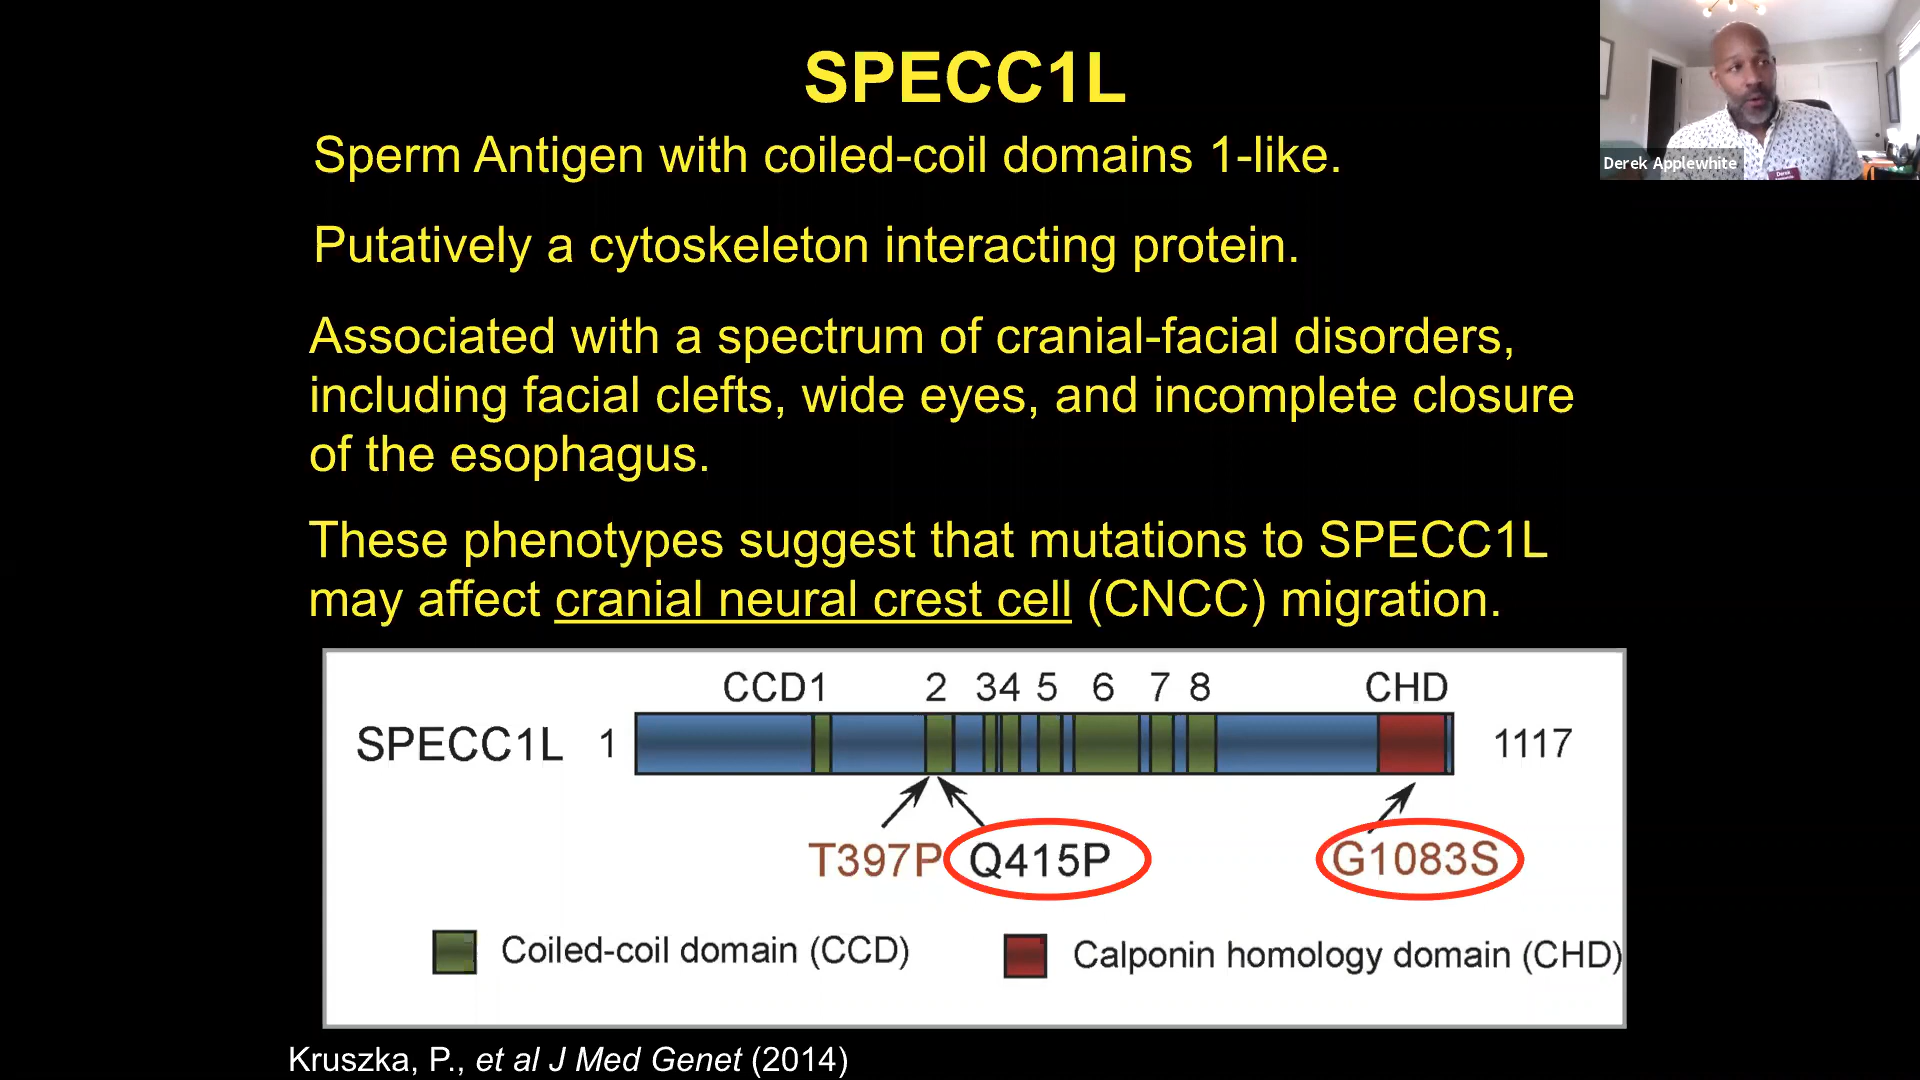 SPECC1L
Sperm Antigen with coiled-coil domains 1-like.
Derek Applewhite
Putatively a cytoskeleton interacting protein.
Associated with a spectrum of cranial-facial disorders,
including facial clefts, wide eyes, and incomplete closure
of the esophagus.
These phenotypes suggest that mutations to SPECC1L
may affect cranial neural crest cell (CNCC) migration.
CCD1 2 34 5 6 7 8 CHD
SPECC1L 1 1117
T397P Q415P G1083S
Coiled-coil domain (CCD) Calponin homology domain (CHD)
Kruszka, P., et al J Med Genet (2014)